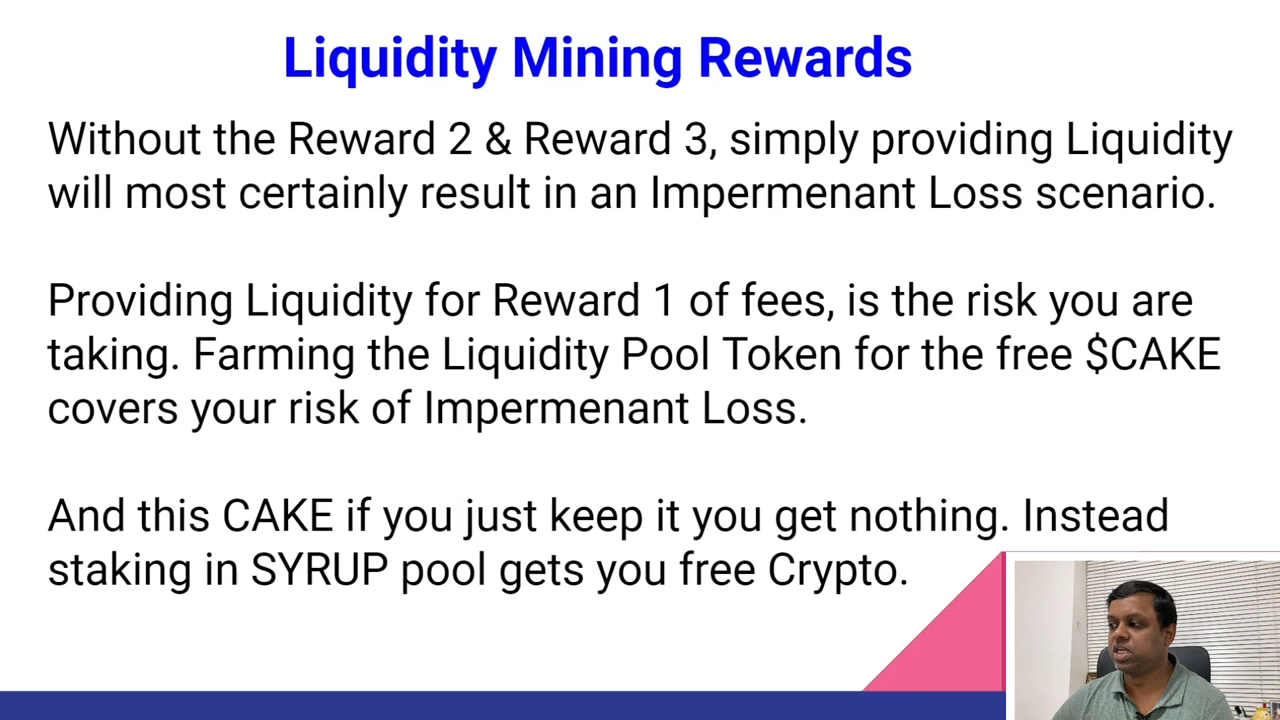 Liquidity Mining Rewards
Without the Reward 2 & Reward 3, simply providing Liquidity
will most certainly result in an Impermenant Loss scenario.
Providing Liquidity for Reward 1 of fees, is the risk you are
taking. Farming the Liquidity Pool Token for the free $CAKE
covers your risk of Impermenant Loss.
And this CAKE if you just keep it you get nothing. Instead
staking in SYRUP pool gets you free Crypto.